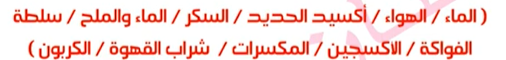 ( الماء / الهواء / أكسيد الحديد / السكر / الماء والملح / سلطة
الفواكة / الاكسجين / المكسرات / شراب القهوة / الكربون )